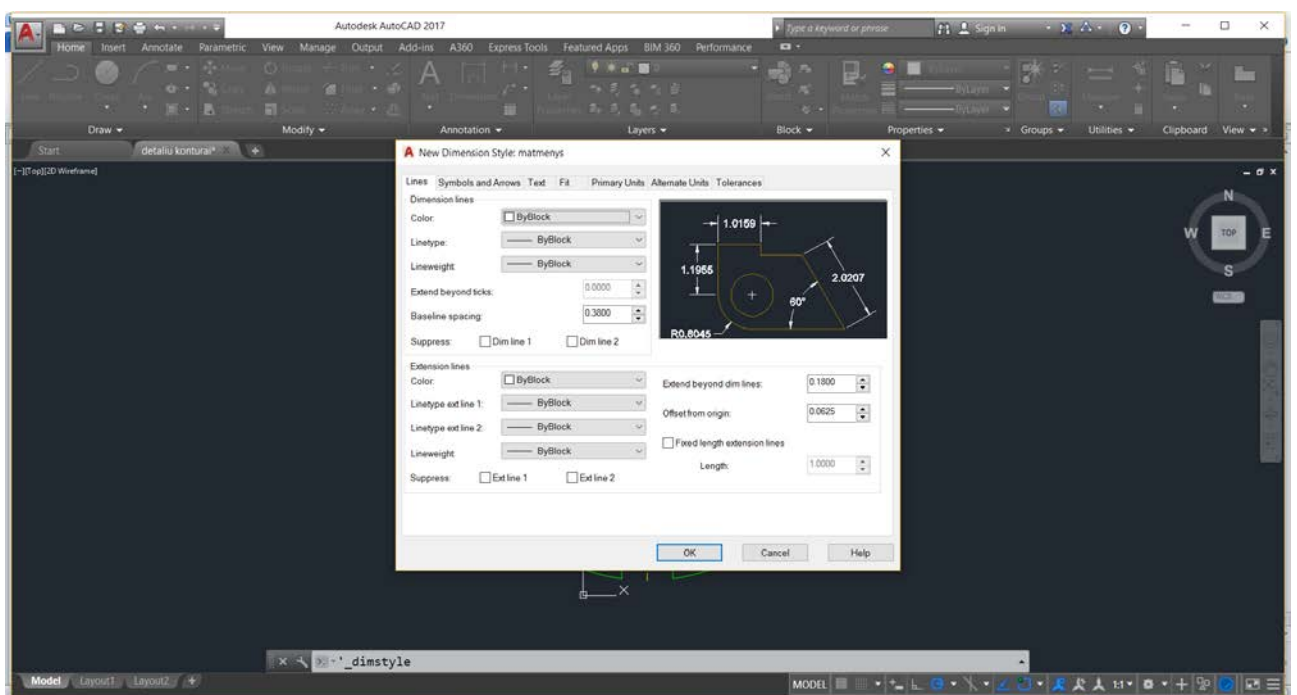 Autodesk AutoCAD 2017
Type a keyword or phrase
Sign In
Home Insert Annotate Parametric View Manage Output Add-ins A360 Express Tools Featured Apps BIM 360 Performance
Draw Modify Annotation Layers Block Properties Groups Utilities Clipboard View
Start detaliu konturai*
[-][Top][2D Wireframe]
N
W TOP E
S
New Dimension Style: matmenys
Lines Symbols and Arrows Text Fit Primary Units Alternate Units Tolerances
Dimension lines
Color: ByBlock
Linetype: ByBlock
Lineweight: ByBlock
Extend beyond ticks: 0.0000
Baseline spacing: 0.3800
Suppress: Dim line 1 Dim line 2
1.0159
1.1955
2.0207
60°
R0.8045
Extension lines
Color: ByBlock
Linetype ext line 1: ByBlock
Linetype ext line 2: ByBlock
Lineweight: ByBlock
Suppress: Ext line 1 Ext line 2
Extend beyond dim lines: 0.1800
Offset from origin: 0.0625
Fixed length extension lines
Length: 1.0000
OK Cancel Help
X
'_dimstyle
Model Layout1 Layout2 +
MODEL 1:1